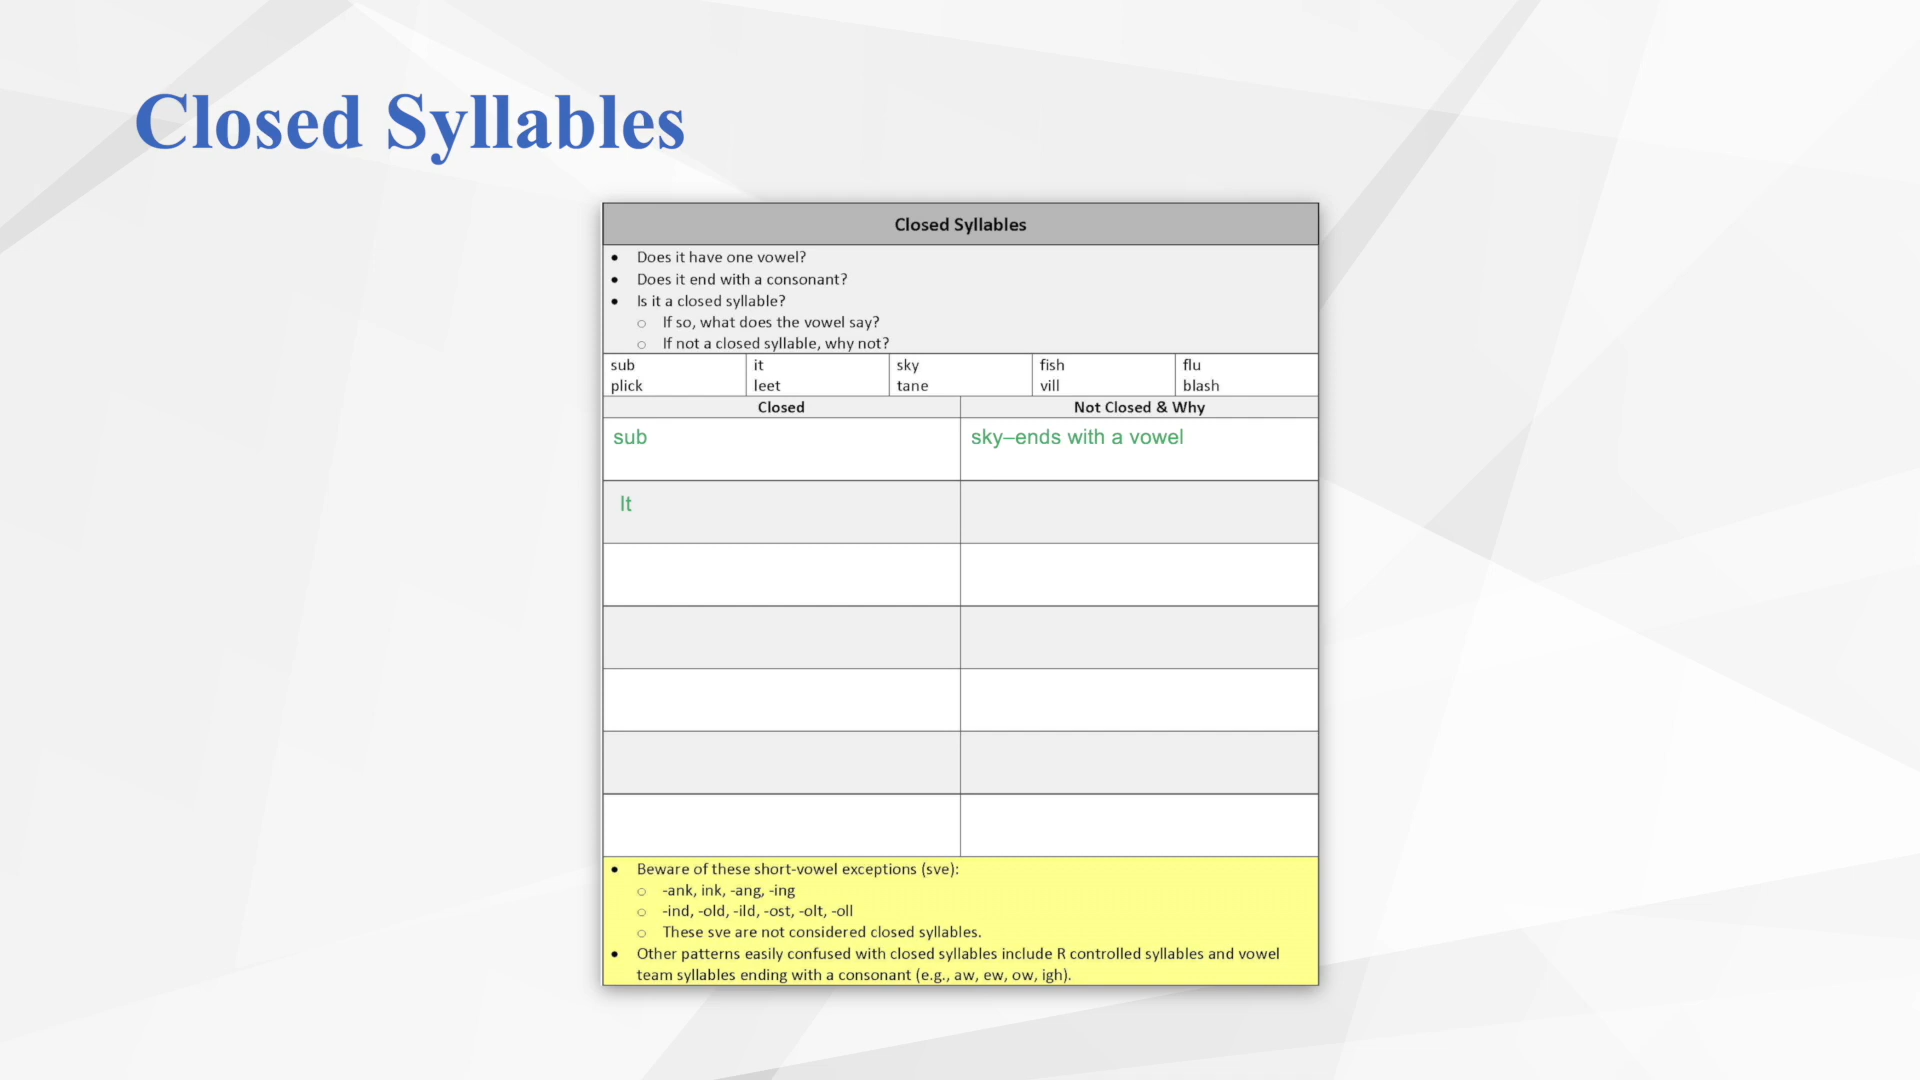 Closed Syllables
Closed Syllables
• Does it have one vowel?
• Does it end with a consonant?
• Is it a closed syllable?
○ If so, what does the vowel say?
○ If not a closed syllable, why not?
sub it sky fish flu
plick leet tane vill blash
Closed Not Closed & Why
sub sky–ends with a vowel
It
• Beware of these short-vowel exceptions (sve):
○ -ank, ink, -ang, -ing
○ -ind, -old, -ild, -ost, -olt, -oll
○ These sve are not considered closed syllables.
• Other patterns easily confused with closed syllables include R controlled syllables and vowel
team syllables ending with a consonant (e.g., aw, ew, ow, igh).